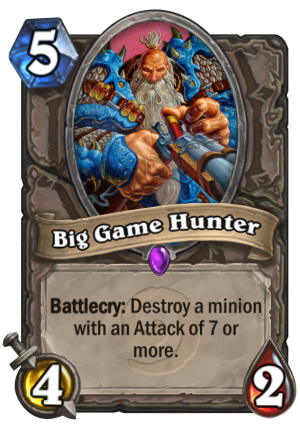 5
Big Game Hunter
Battlecry: Destroy a minion
with an Attack of 7 or
more.
4
2